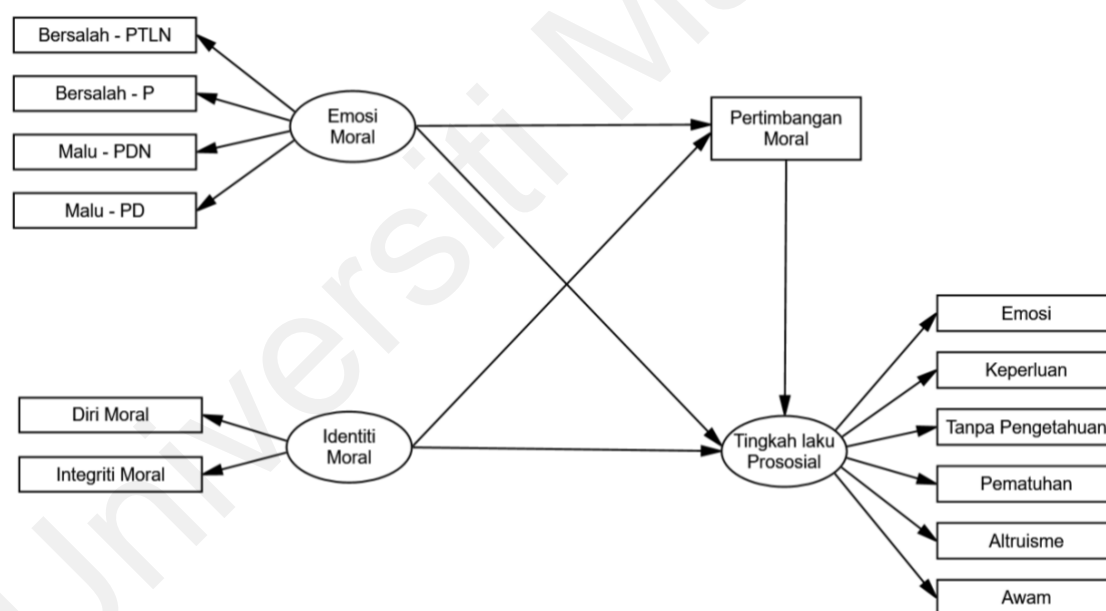 Bersalah - PTLN
Bersalah - P
Malu - PDN
Malu - PD
Emosi
Moral
Pertimbangan
Moral
Diri Moral
Integriti Moral
Identiti
Moral
Tingkah laku
Prososial
Emosi
Keperluan
Tanpa Pengetahuan
Pematuhan
Altruisme
Awam
Universiti M